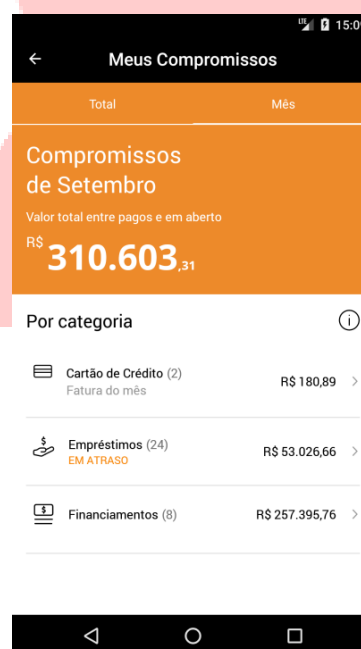 LTE 15:0
Meus Compromissos
Total Mês
Compromissos
de Setembro
Valor total entre pagos e em aberto
R$ 310.603,31
Por categoria
Cartão de Crédito (2) R$ 180,89
Fatura do mês
Empréstimos (24) R$ 53.026,66
EM ATRASO
Financiamentos (8) R$ 257.395,76